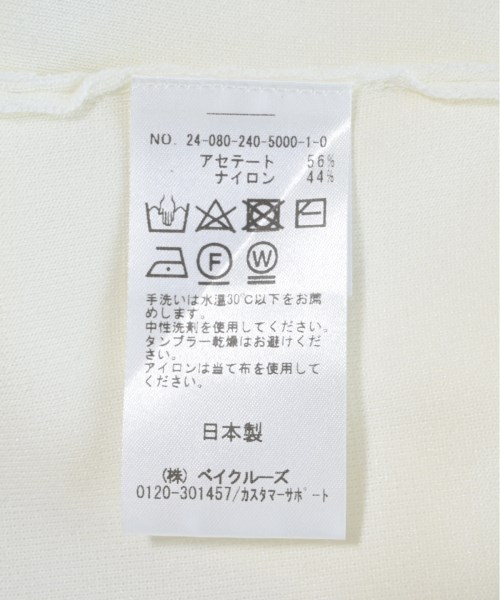 NO. 24-080-240-5000-1-0
アセテート 56%
ナイロン 44%
F W
手洗いは水温30℃以下をお薦
めします。
中性洗剤を使用してください。
タンブラー乾燥はお避けくださ
い。
アイロンは当て布を使用して
ください。
日本製
(株) ベイクルーズ
0120-301457/カスタマーサポート